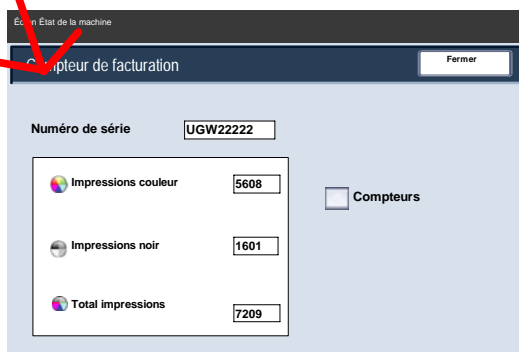 Écran État de la machine
Compteur de facturation
Fermer
Numéro de série UGW22222
Impressions couleur 5608
Compteurs
Impressions noir 1601
Total impressions 7209